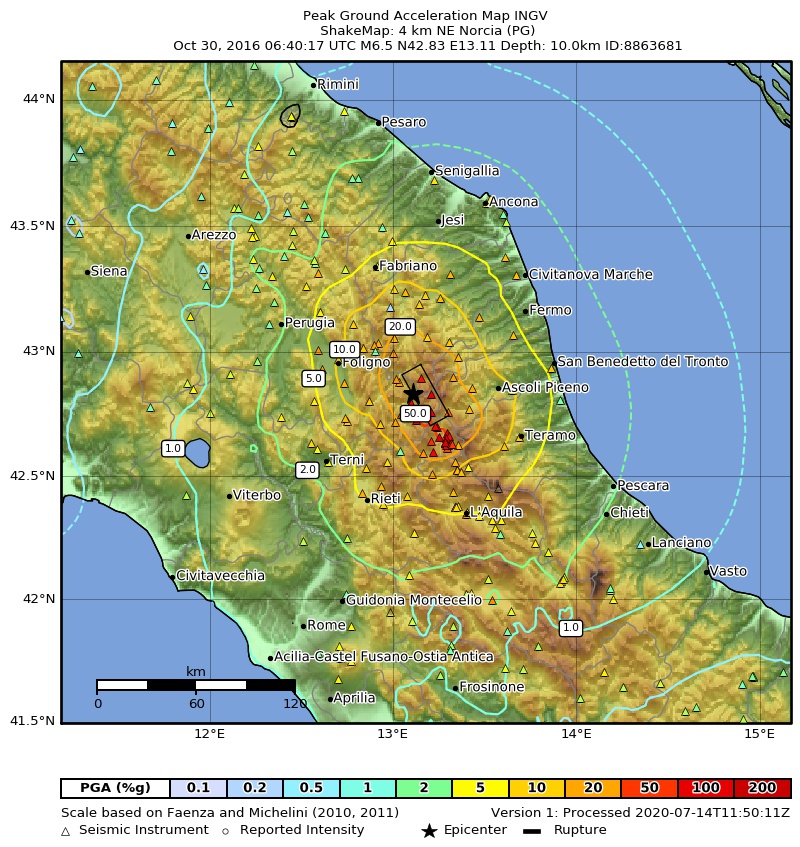 Peak Ground Acceleration Map INGV
ShakeMap: 4 km NE Norcia (PG)
Oct 30, 2016 06:40:17 UTC M6.5 N42.83 E13.11 Depth: 10.0km ID:8863681
Rimini
44°N
Pesaro
Senigallia
Ancona
43.5°N
Jesi
Arezzo
Siena
Fabriano
Civitanova Marche
Fermo
Perugia
20.0
43°N
10.0
Foligno
San Benedetto del Tronto
5.0
Ascoli Piceno
50.0
Teramo
1.0
Terni
2.0
42.5°N
Pescara
Viterbo
Rieti
L'Aquila
Chieti
Lanciano
Civitavecchia
Vasto
42°N
Guidonia Montecelio
Rome
1.0
Acilia-Castel Fusano-Ostia Antica
km
Frosinone
0 60 120
Aprilia
41.5°N
12°E 13°E 14°E 15°E
PGA (%g) 0.1 0.2 0.5 1 2 5 10 20 50 100 200
Scale based on Faenza and Michelini (2010, 2011) Version 1: Processed 2020-07-14T11:50:11Z
△ Seismic Instrument ○ Reported Intensity ★ Epicenter Rupture